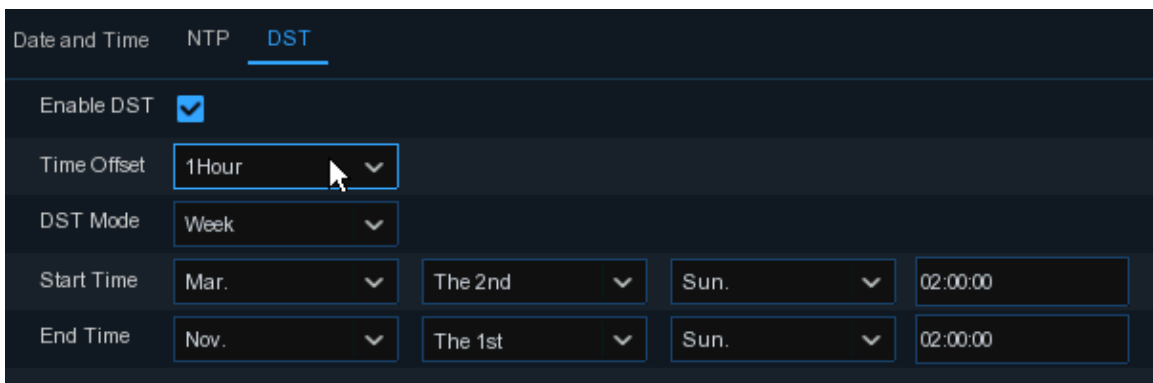 Date and Time NTP DST
Enable DST
Time Offset 1Hour
DST Mode Week
Start Time Mar. The 2nd Sun. 02:00:00
End Time Nov. The 1st Sun. 02:00:00